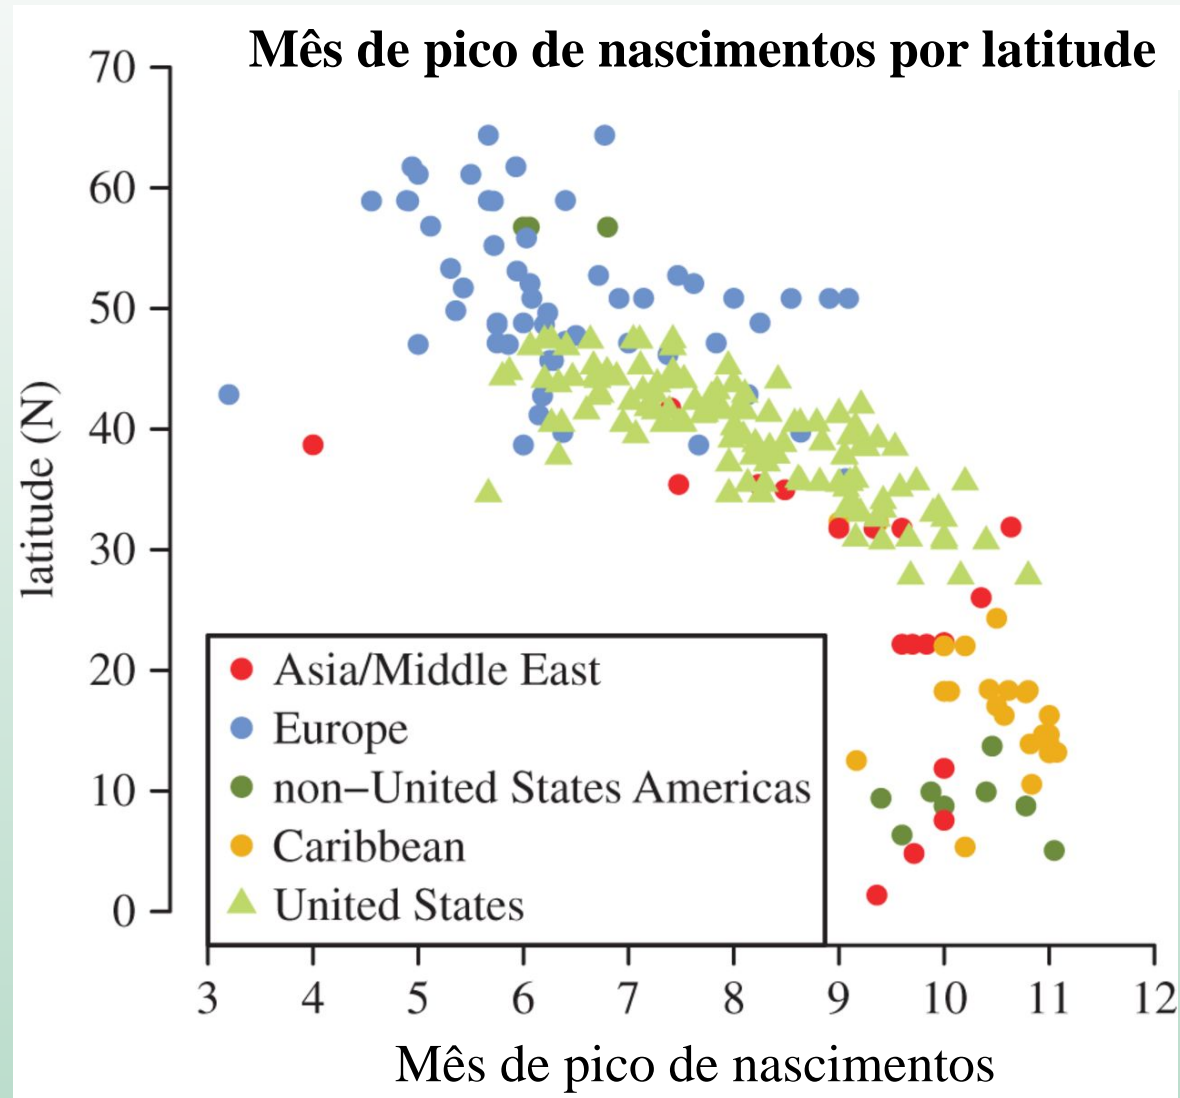 Mês de pico de nascimentos por latitude
70
60
50
40
30
20
10
0
latitude (N)
Asia/Middle East
Europe
non−United States Americas
Caribbean
United States
3 4 5 6 7 8 9 10 11 12
Mês de pico de nascimentos